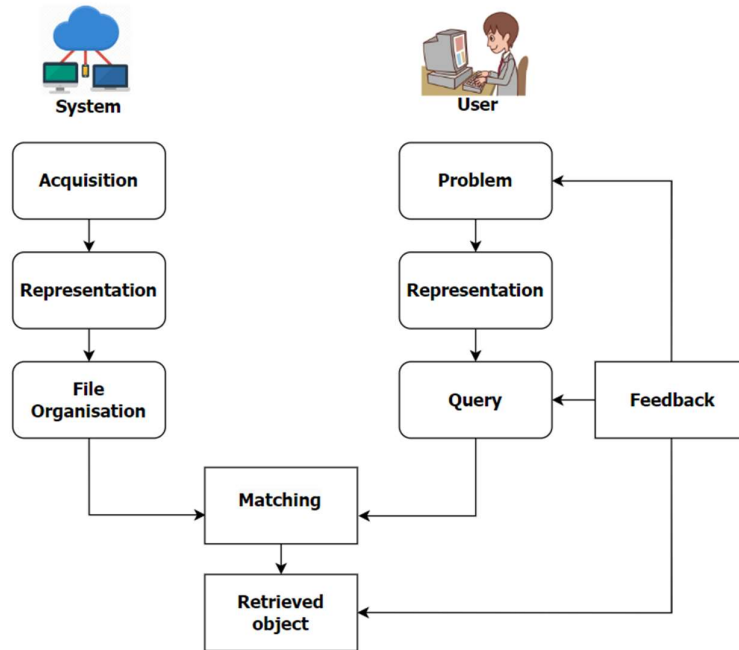 System
User
Acquisition
Problem
Representation
Representation
File
Organisation
Query
Feedback
Matching
Retrieved
object